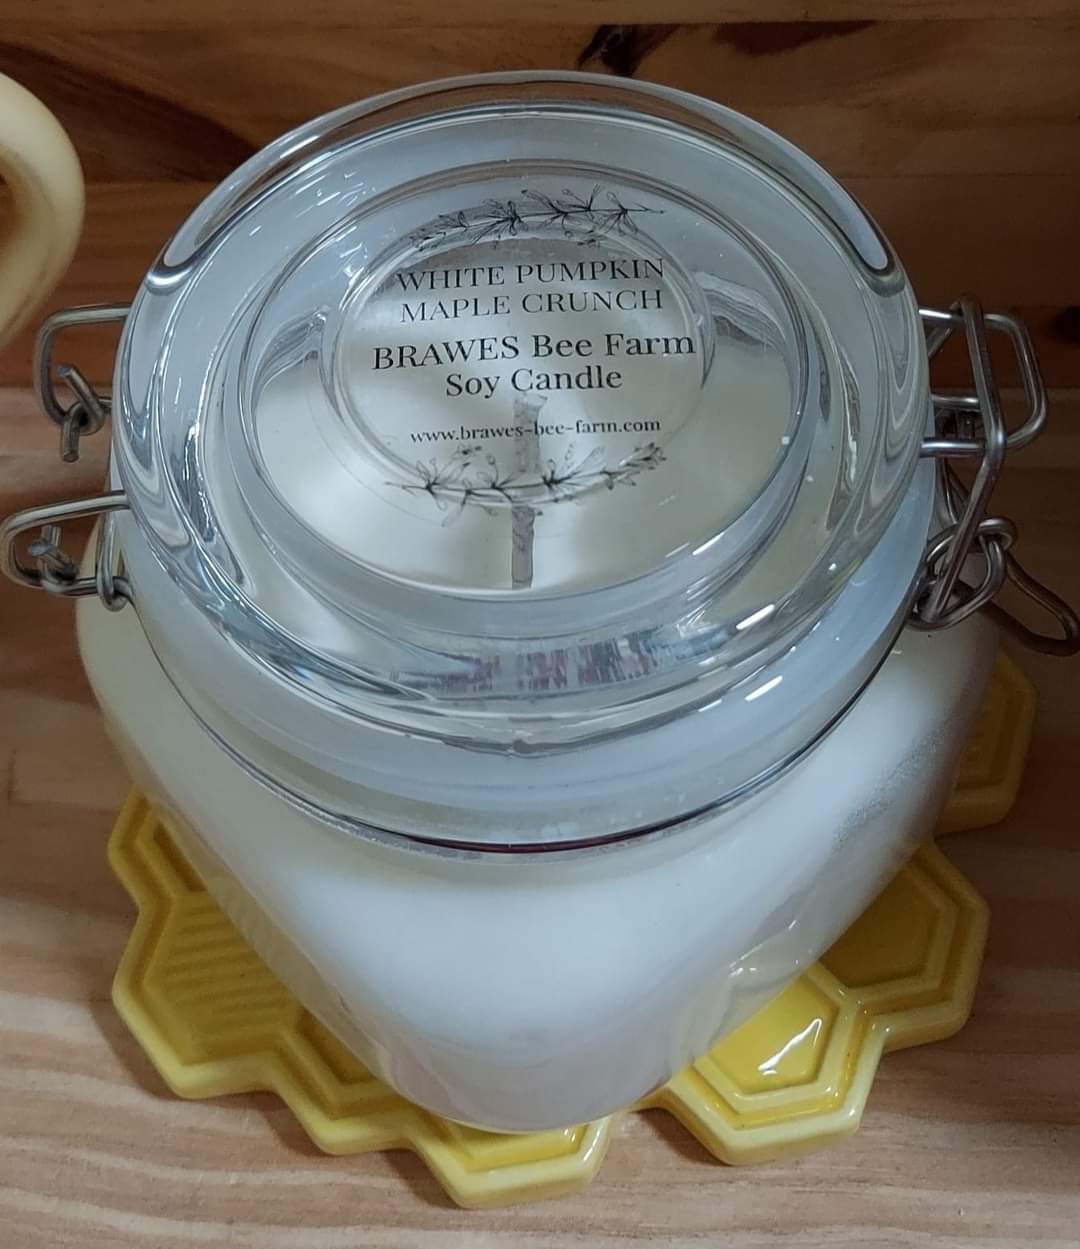 WHITE PUMPKIN
MAPLE CRUNCH
BRAWES Bee Farm
Soy Candle
www.brawes-bee-farm.com